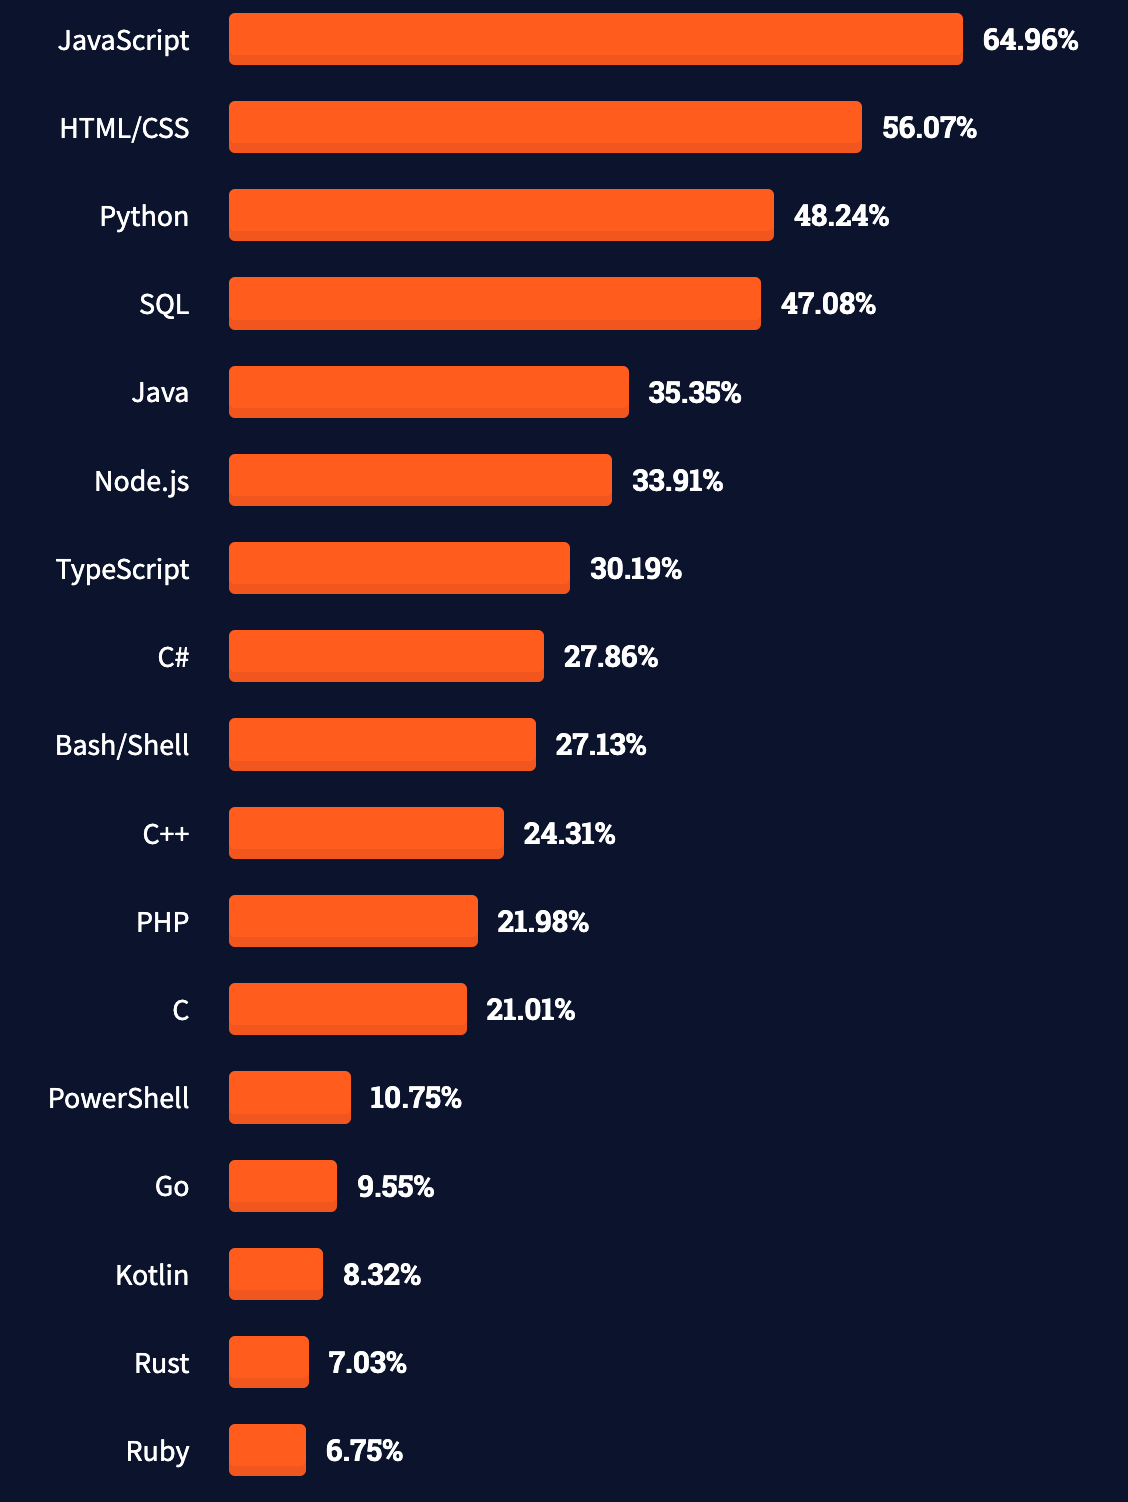 JavaScript 64.96%
HTML/CSS 56.07%
Python 48.24%
SQL 47.08%
Java 35.35%
Node.js 33.91%
TypeScript 30.19%
C# 27.86%
Bash/Shell 27.13%
C++ 24.31%
PHP 21.98%
C 21.01%
PowerShell 10.75%
Go 9.55%
Kotlin 8.32%
Rust 7.03%
Ruby 6.75%